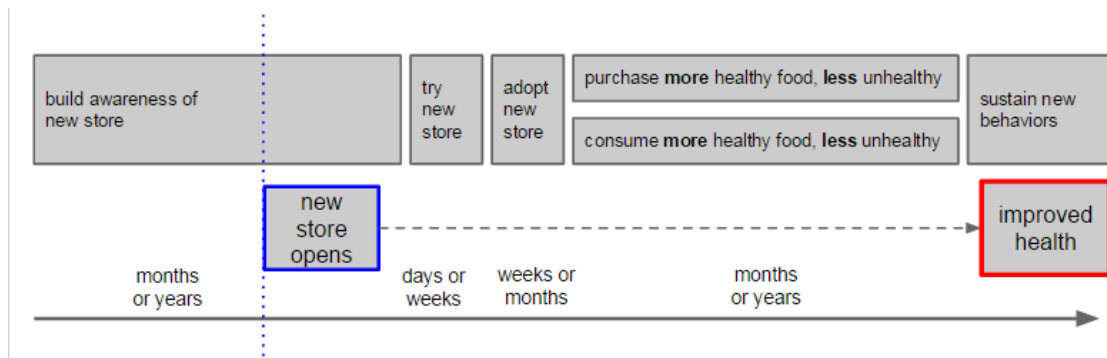 build awareness of
new store
try
new
store
adopt
new
store
purchase more healthy food, less unhealthy
consume more healthy food, less unhealthy
sustain new
behaviors
new
store
opens
improved
health
months
or years
days or
weeks
weeks or
months
months
or years